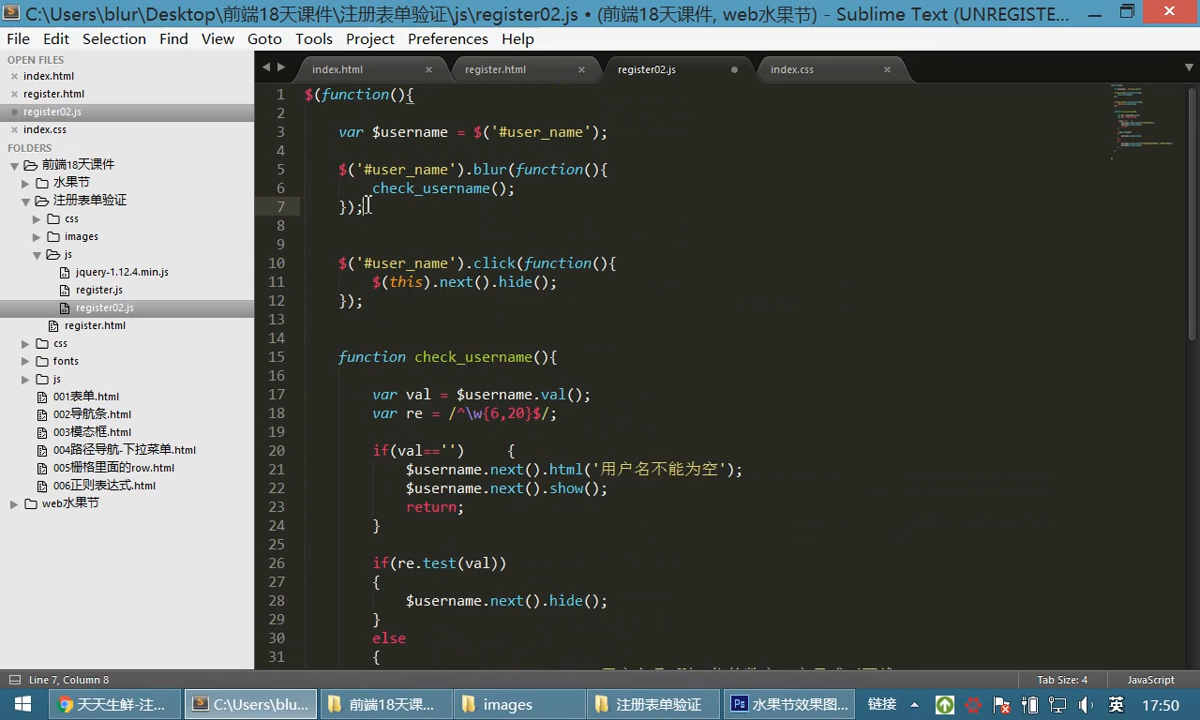 C:\Users\blur\Desktop\前端18天课件\注册表单验证\js\register02.js • (前端18天课件, web水果节) - Sublime Text (UNREGISTE...
File Edit Selection Find View Goto Tools Project Preferences Help
OPEN FILES
index.html
register.html
register02.js
index.css
FOLDERS
前端18天课件
水果节
注册表单验证
css
images
js
jquery-1.12.4.min.js
register.js
register02.js
register.html
css
fonts
js
001表单.html
002导航条.html
003模态框.html
004路径导航-下拉菜单.html
005栅格里面的row.html
006正则表达式.html
web水果节
index.html register.html register02.js index.css
1 $(function(){
2
3 var $username = $('#user_name');
4
5 $('#user_name').blur(function(){
6 check_username();
7 });
8
9
10 $('#user_name').click(function(){
11 $(this).next().hide();
12 });
13
14
15 function check_username(){
16
17 var val = $username.val();
18 var re = /^\w{6,20}$/;
19
20 if(val=='') {
21 $username.next().html('用户名不能为空');
22 $username.next().show();
23 return;
24 }
25
26 if(re.test(val))
27 {
28 $username.next().hide();
29 }
30 else
31 {
Line 7, Column 8 Tab Size: 4 JavaScript
天天生鲜-注... C:\Users\blu... 前端18天课... images 注册表单验证 水果节效果图... 链接 英 17:50